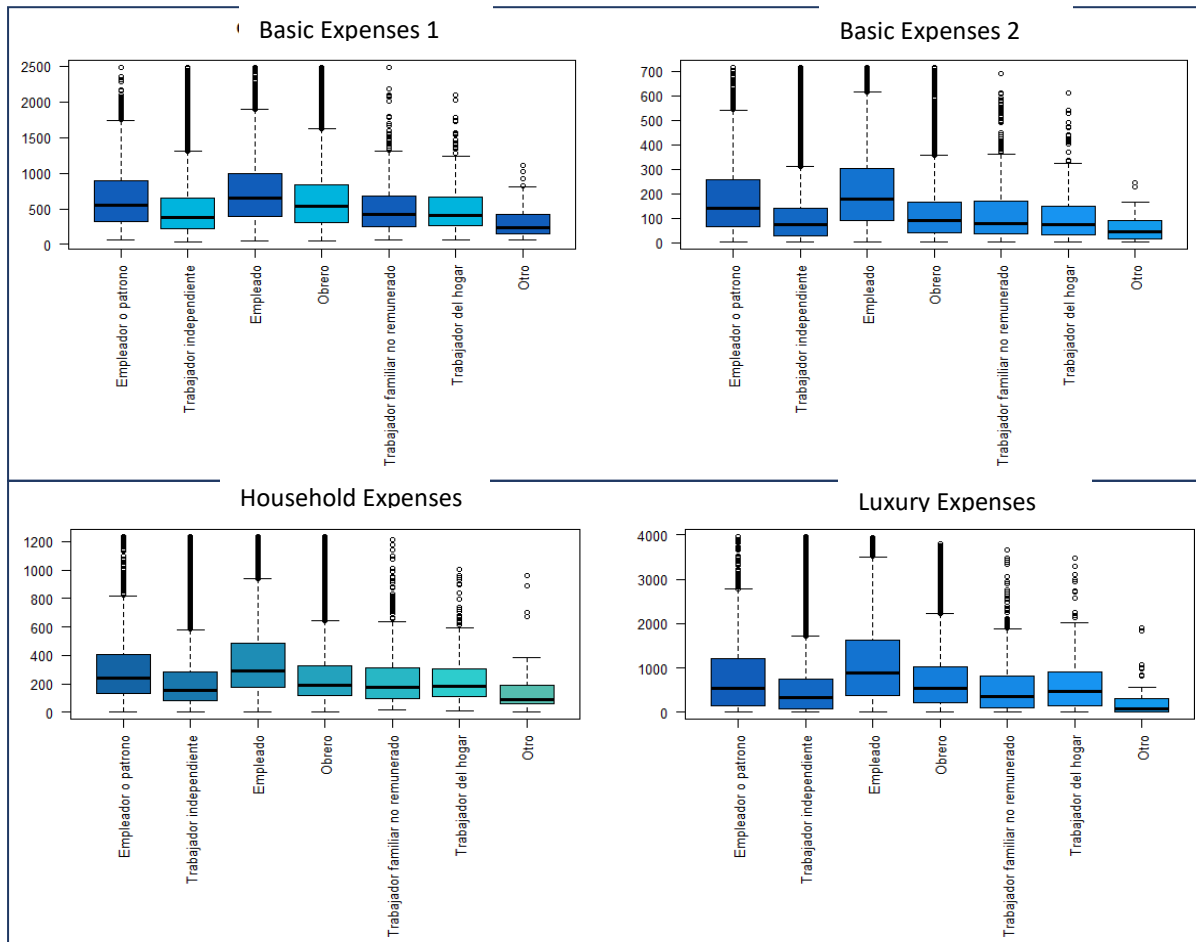 Basic Expenses 1
2500
2000
1500
1000
500
0
Empleador o patrono
Trabajador independiente
Empleado
Obrero
Trabajador familiar no remunerado
Trabajador del hogar
Otro
Basic Expenses 2
700
600
500
400
300
200
100
0
Empleador o patrono
Trabajador independiente
Empleado
Obrero
Trabajador familiar no remunerado
Trabajador del hogar
Otro
Household Expenses
1200
1000
800
600
400
200
0
Empleador o patrono
Trabajador independiente
Empleado
Obrero
Trabajador familiar no remunerado
Trabajador del hogar
Otro
Luxury Expenses
4000
3000
2000
1000
0
Empleador o patrono
Trabajador independiente
Empleado
Obrero
Trabajador familiar no remunerado
Trabajador del hogar
Otro